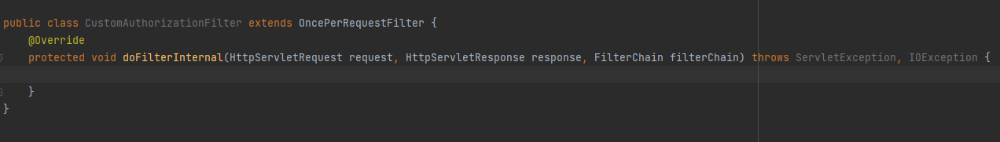 public class CustomAuthorizationFilter extends OncePerRequestFilter {
@Override
protected void doFilterInternal(HttpServletRequest request, HttpServletResponse response, FilterChain filterChain) throws ServletException, IOException {
}
}